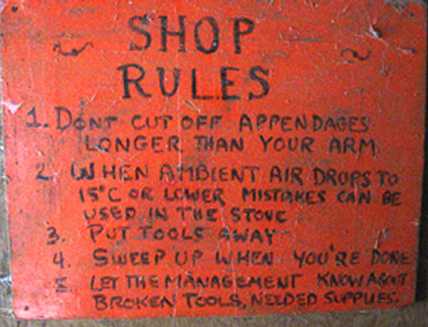 SHOP
RULES
1. DONT CUT OFF APPENDAGES
LONGER THAN YOUR ARM
2. WHEN AMBIENT AIR DROPS TO
15°C OR LOWER MISTAKES CAN BE
USED IN THE STOVE
3. PUT TOOLS AWAY
4. SWEEP UP WHEN YOU'RE DONE
5. LET THE MANAGEMENT KNOW ABOUT
BROKEN TOOLS, NEEDED SUPPLIES.